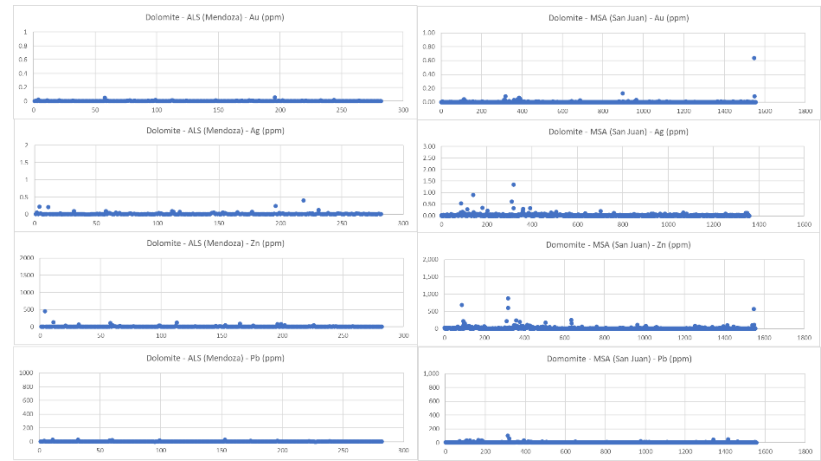 Dolomite - ALS (Mendoza) - Au (ppm)
1
0.8
0.6
0.4
0.2
0
0 50 100 150 200 250 300
Dolomite - MSA (San Juan) - Au (ppm)
1.00
0.80
0.60
0.40
0.20
0.00
0 200 400 600 800 1000 1200 1400 1600 1800
Dolomite - ALS (Mendoza) - Ag (ppm)
2
1.5
1
0.5
0
0 50 100 150 200 250 300
Dolomite - MSA (San Juan) - Ag (ppm)
3.00
2.50
2.00
1.50
1.00
0.50
0.00
0 200 400 600 800 1000 1200 1400 1600
Dolomite - ALS (Mendoza) - Zn (ppm)
2000
1500
1000
500
0
0 50 100 150 200 250 300
Domomite - MSA (San Juan) - Zn (ppm)
2,000
1,500
1,000
500
0
0 200 400 600 800 1000 1200 1400 1600 1800
Dolomite - ALS (Mendoza) - Pb (ppm)
1000
800
600
400
200
0
0 50 100 150 200 250 300
Domomite - MSA (San Juan) - Pb (ppm)
1,000
800
600
400
200
0
0 200 400 600 800 1000 1200 1400 1600 1800